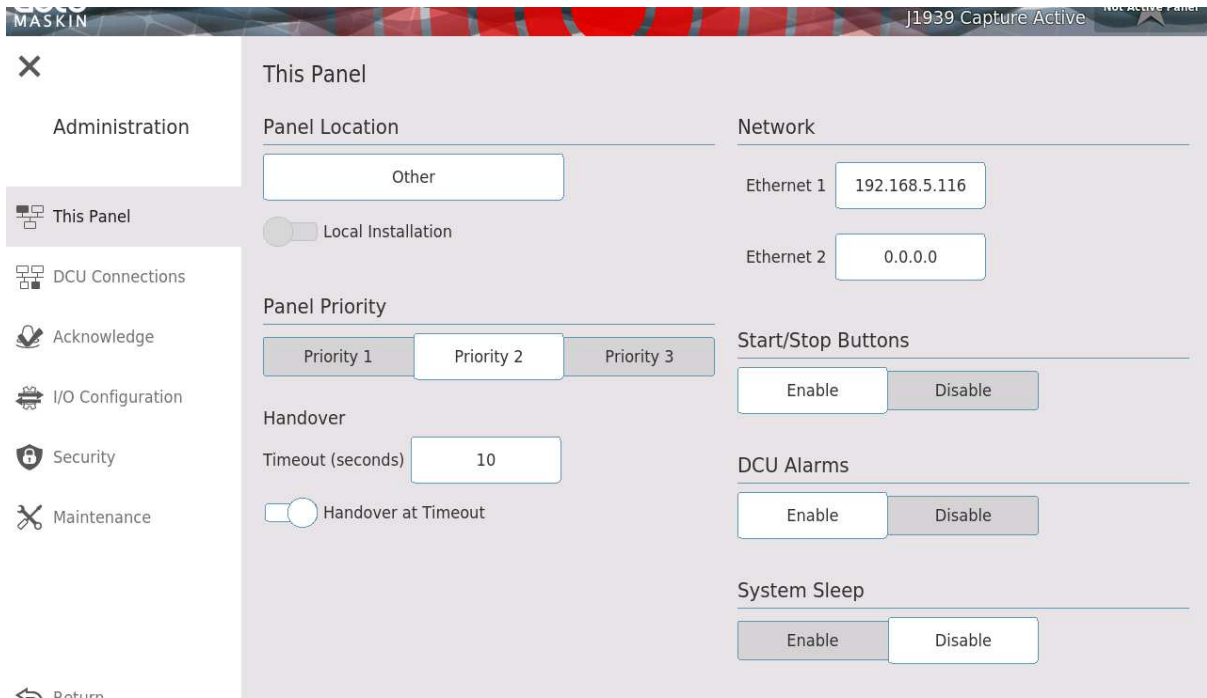 MASKIN
J1939 Capture Active
Not Active Panel
Administration
This Panel
DCU Connections
Acknowledge
I/O Configuration
Security
Maintenance
Return
This Panel
Panel Location
Other
Local Installation
Panel Priority
Priority 1 Priority 2 Priority 3
Handover
Timeout (seconds) 10
Handover at Timeout
Network
Ethernet 1 192.168.5.116
Ethernet 2 0.0.0.0
Start/Stop Buttons
Enable Disable
DCU Alarms
Enable Disable
System Sleep
Enable Disable